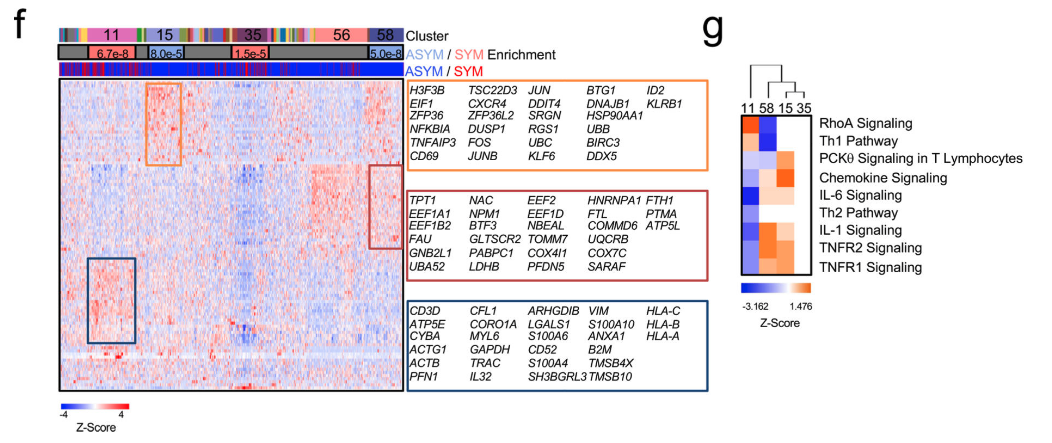 f
g
11 15 35 56 58 Cluster
6.7e-8 8.0e-5 1.5e-5 5.0e-8 ASYM / SYM Enrichment
ASYM / SYM
H3F3B TSC22D3 JUN BTG1 ID2
EIF1 CXCR4 DDIT4 DNAJB1 KLRB1
ZFP36 ZFP36L2 SRGN HSP90AA1
NFKBIA DUSP1 RGS1 UBB
TNFAIP3 FOS UBC BIRC3
CD69 JUNB KLF6 DDX5
TPT1 NAC EEF2 HNRNPA1 FTH1
EEF1A1 NPM1 EEF1D FTL PTMA
EEF1B2 BTF3 NBEAL COMMD6 ATP5L
FAU GLTSCR2 TOMM7 UQCRB
GNB2L1 PABPC1 COX4I1 COX7C
UBA52 LDHB PFDN5 SARAF
CD3D CFL1 ARHGDIB VIM HLA-C
ATP5E CORO1A LGALS1 S100A10 HLA-B
CYBA MYL6 S100A6 ANXA1 HLA-A
ACTG1 GAPDH CD52 B2M
ACTB TRAC S100A4 TMSB4X
PFN1 IL32 SH3BGRL3 TMSB10
-4 4
Z-Score
11 58 15 35
RhoA Signaling
Th1 Pathway
PCKθ Signaling in T Lymphocytes
Chemokine Signaling
IL-6 Signaling
Th2 Pathway
IL-1 Signaling
TNFR2 Signaling
TNFR1 Signaling
-3.162 1.476
Z-Score